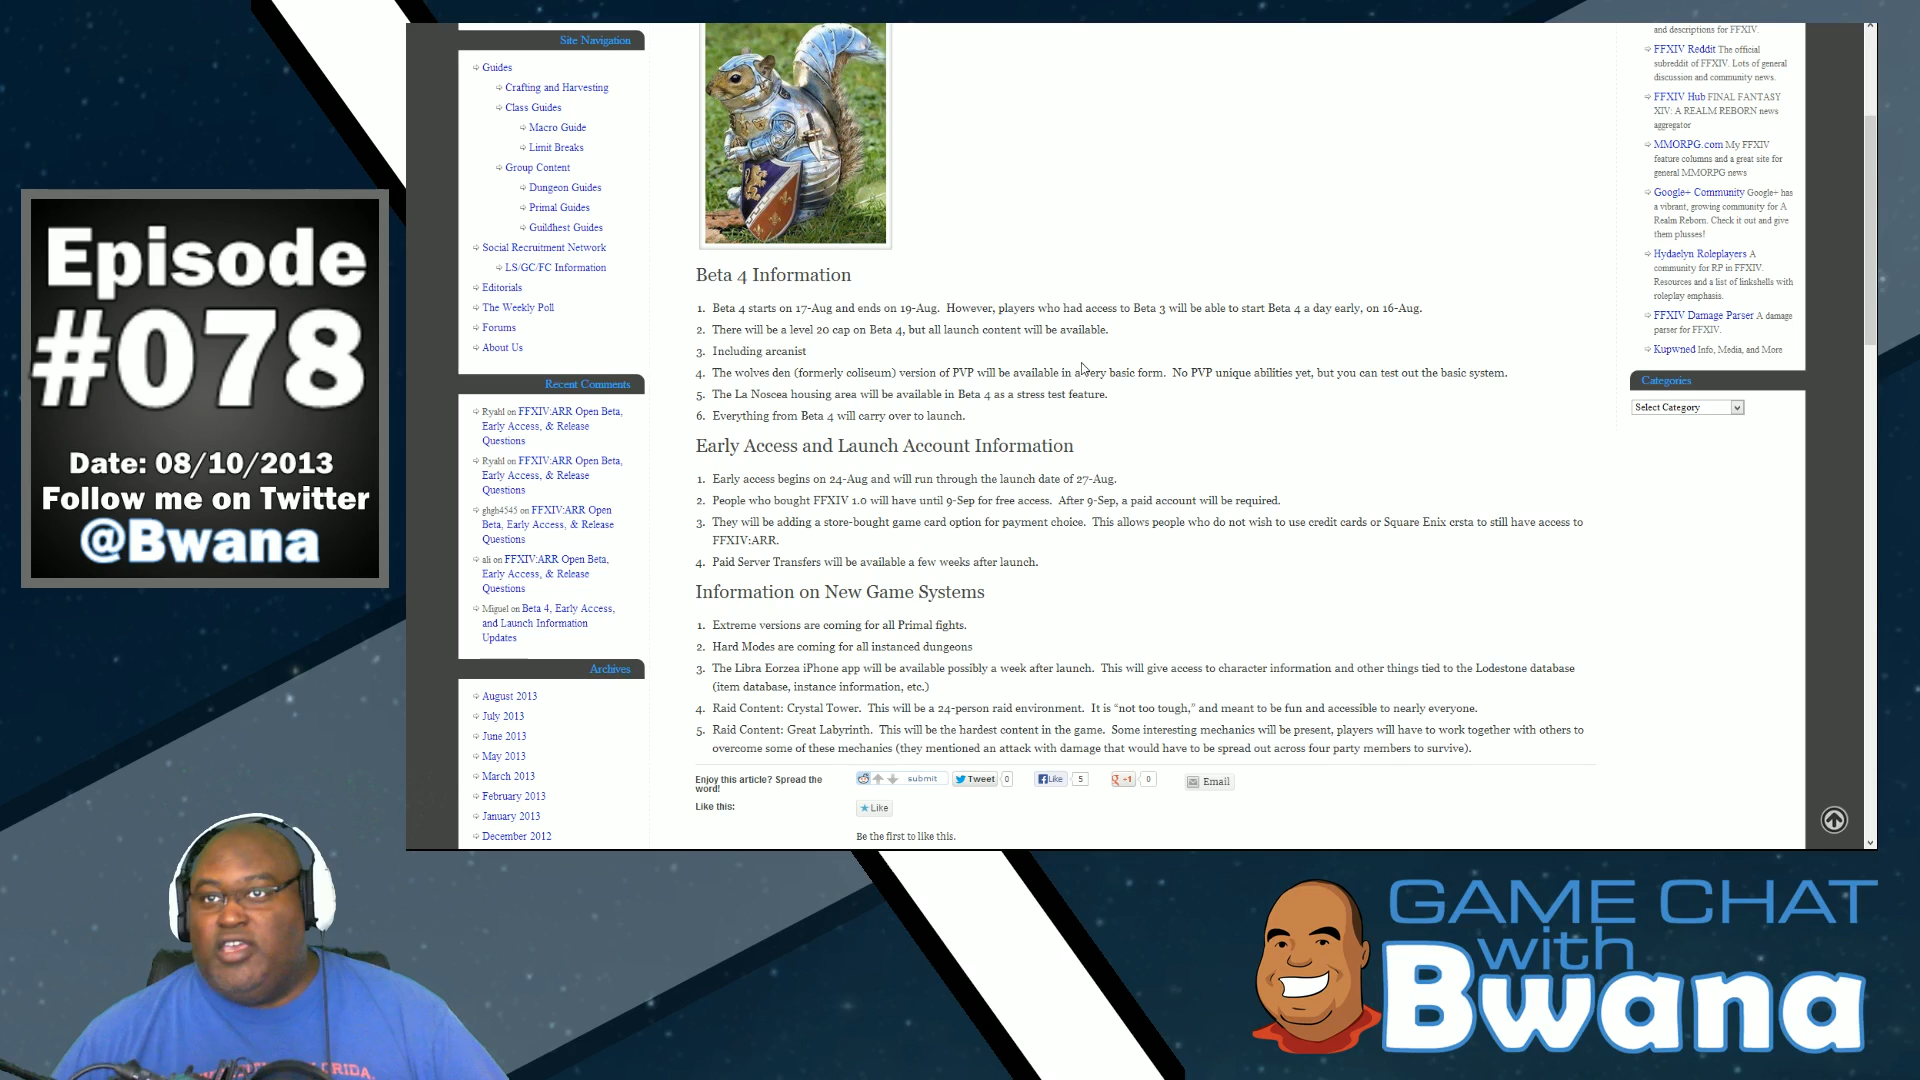 Episode
#078
Date: 08/10/2013
Follow me on Twitter
@Bwana
Site Navigation
Guides
Crafting and Harvesting
Class Guides
Macro Guide
Limit Breaks
Group Content
Dungeon Guides
Primal Guides
Guildhest Guides
Social Recruitment Network
LS/GC/FC Information
Editorials
The Weekly Poll
Forums
About Us
Recent Comments
Ryahl on FFXIV:ARR Open Beta,
Early Access, & Release
Questions
Ryahl on FFXIV:ARR Open Beta,
Early Access, & Release
Questions
ghgh4545 on FFXIV:ARR Open
Beta, Early Access, & Release
Questions
ali on FFXIV:ARR Open Beta,
Early Access, & Release
Questions
Miguel on Beta 4, Early Access,
and Launch Information
Updates
Archives
August 2013
July 2013
June 2013
May 2013
March 2013
February 2013
January 2013
December 2012
Beta 4 Information
1. Beta 4 starts on 17-Aug and ends on 19-Aug. However, players who had access to Beta 3 will be able to start Beta 4 a day early, on 16-Aug.
2. There will be a level 20 cap on Beta 4, but all launch content will be available.
3. Including arcanist
4. The wolves den (formerly coliseum) version of PVP will be available in a very basic form. No PVP unique abilities yet, but you can test out the basic system.
5. The La Noscea housing area will be available in Beta 4 as a stress test feature.
6. Everything from Beta 4 will carry over to launch.
Early Access and Launch Account Information
1. Early access begins on 24-Aug and will run through the launch date of 27-Aug.
2. People who bought FFXIV 1.0 will have until 9-Sep for free access. After 9-Sep, a paid account will be required.
3. They will be adding a store-bought game card option for payment choice. This allows people who do not wish to use credit cards or Square Enix crsta to still have access to
FFXIV:ARR.
4. Paid Server Transfers will be available a few weeks after launch.
Information on New Game Systems
1. Extreme versions are coming for all Primal fights.
2. Hard Modes are coming for all instanced dungeons
3. The Libra Eorzea iPhone app will be available possibly a week after launch. This will give access to character information and other things tied to the Lodestone database
(item database, instance information, etc.)
4. Raid Content: Crystal Tower. This will be a 24-person raid environment. It is “not too tough,” and meant to be fun and accessible to nearly everyone.
5. Raid Content: Great Labyrinth. This will be the hardest content in the game. Some interesting mechanics will be present, players will have to work together with others to
overcome some of these mechanics (they mentioned an attack with damage that would have to be spread out across four party members to survive).
Enjoy this article? Spread the
word!
submit
Tweet 0
Like 5
+1 0
Email
Like this:
Like
Be the first to like this.
and descriptions for FFXIV.
FFXIV Reddit The official
subreddit of FFXIV. Lots of general
discussion and community news.
FFXIV Hub FINAL FANTASY
XIV: A REALM REBORN news
aggregator
MMORPG.com My FFXIV
feature columns and a great site for
general MMORPG news
Google+ Community Google+ has
a vibrant, growing community for A
Realm Reborn. Check it out and give
them plusses!
Hydaelyn Roleplayers A
community for RP in FFXIV.
Resources and a list of linkshells with
roleplay emphasis.
FFXIV Damage Parser A damage
parser for FFXIV.
Kupwned Info, Media, and More
Categories
Select Category
GAME CHAT
with
Bwana